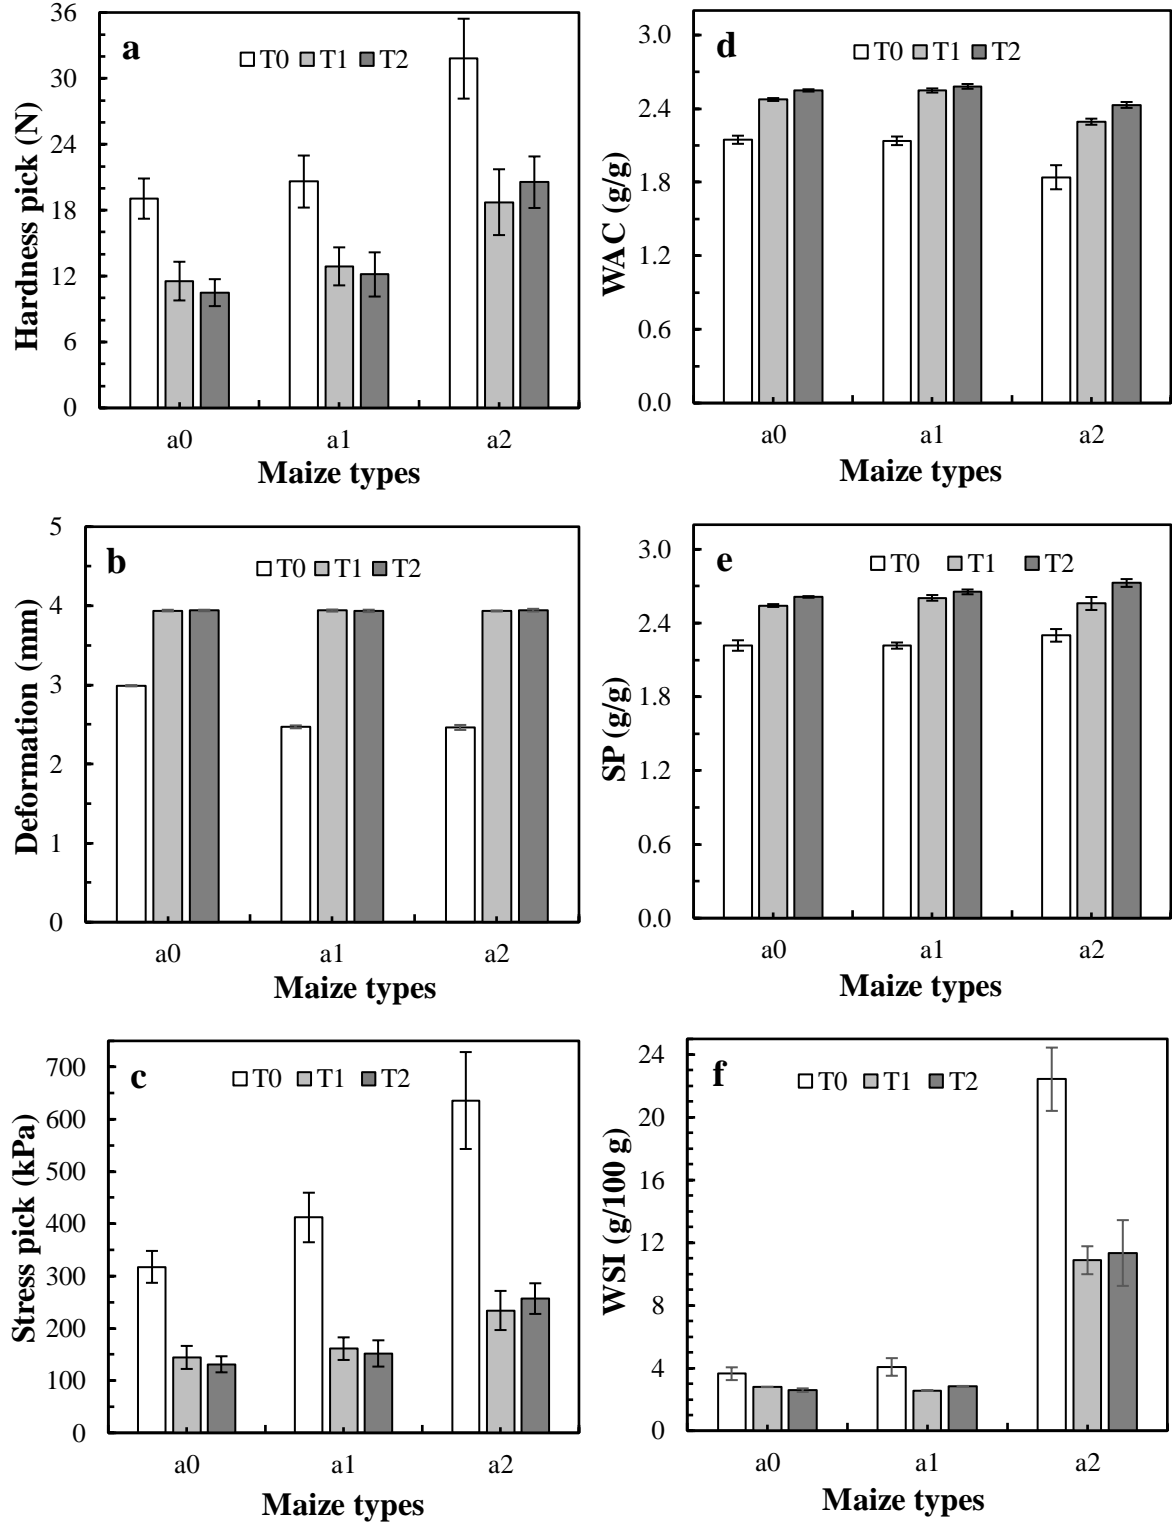 a
T0 T1 T2
Hardness pick (N)
36
30
24
18
12
6
0
a0 a1 a2
Maize types
d
T0 T1 T2
WAC (g/g)
3.0
2.4
1.8
1.2
0.6
0.0
a0 a1 a2
Maize types
b
T0 T1 T2
Deformation (mm)
5
4
3
2
1
0
a0 a1 a2
Maize types
e
T0 T1 T2
SP (g/g)
3.0
2.4
1.8
1.2
0.6
0.0
a0 a1 a2
Maize types
c
T0 T1 T2
Stress pick (kPa)
700
600
500
400
300
200
100
0
a0 a1 a2
Maize types
f
T0 T1 T2
WSI (g/100 g)
24
20
16
12
8
4
0
a0 a1 a2
Maize types